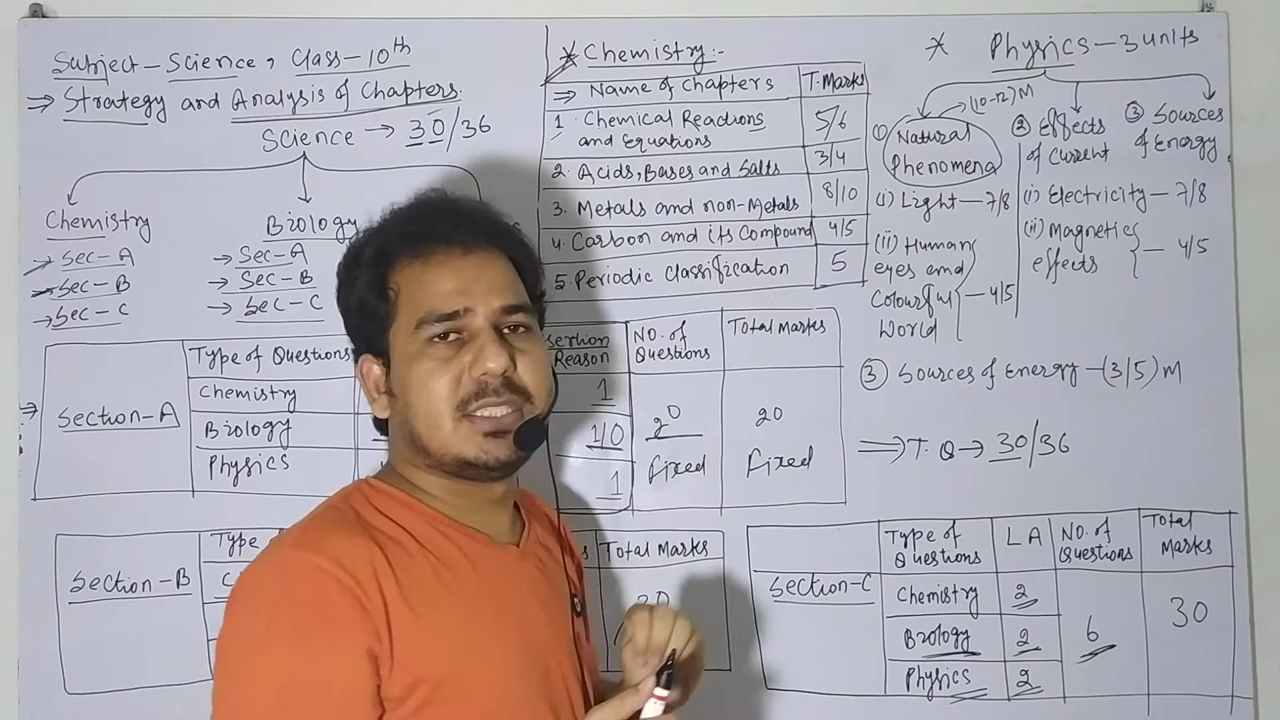 Subject - Science, Class - 10th
⇒ Strategy and Analysis of Chapters.
Science → 30/36
Chemistry
→ Sec - A
→ Sec - B
→ Sec - C
Biology
→ Sec - A
→ Sec - B
→ Sec - C
* Chemistry :-
⇒ Name of Chapters T. Marks
1. Chemical Reactions and Equations 5/6
2. Acids, Bases and Salts 3/4
3. Metals and non-Metals 8/10
4. Carbon and its Compound 4/5
5. Periodic Classification 5
* Physics - 3 units
→ (10-12) M
(1) Natural
Phenomena
(i) Light - 7/8
(ii) Human
eyes and
Colourful
World
- 4/5
② Effects
of Current
(i) Electricity - 7/8
(ii) Magnetic
effects
- 4/5
③ Sources
of Energy
③ Sources of Energy - (3/5) M
⇒ T. Q → 30/36
Section - A
Type of Questions
Chemistry
Biology
Physics
Reason
1
1/0
1
NO. of
Questions
20
fixed
Total Marks
20
fixed
Section - B
Type
Total Marks
Section - C
Type of
Questions
LA
NO. of
Questions
Total
Marks
Chemistry 2
Biology 2
Physics 2
6
30